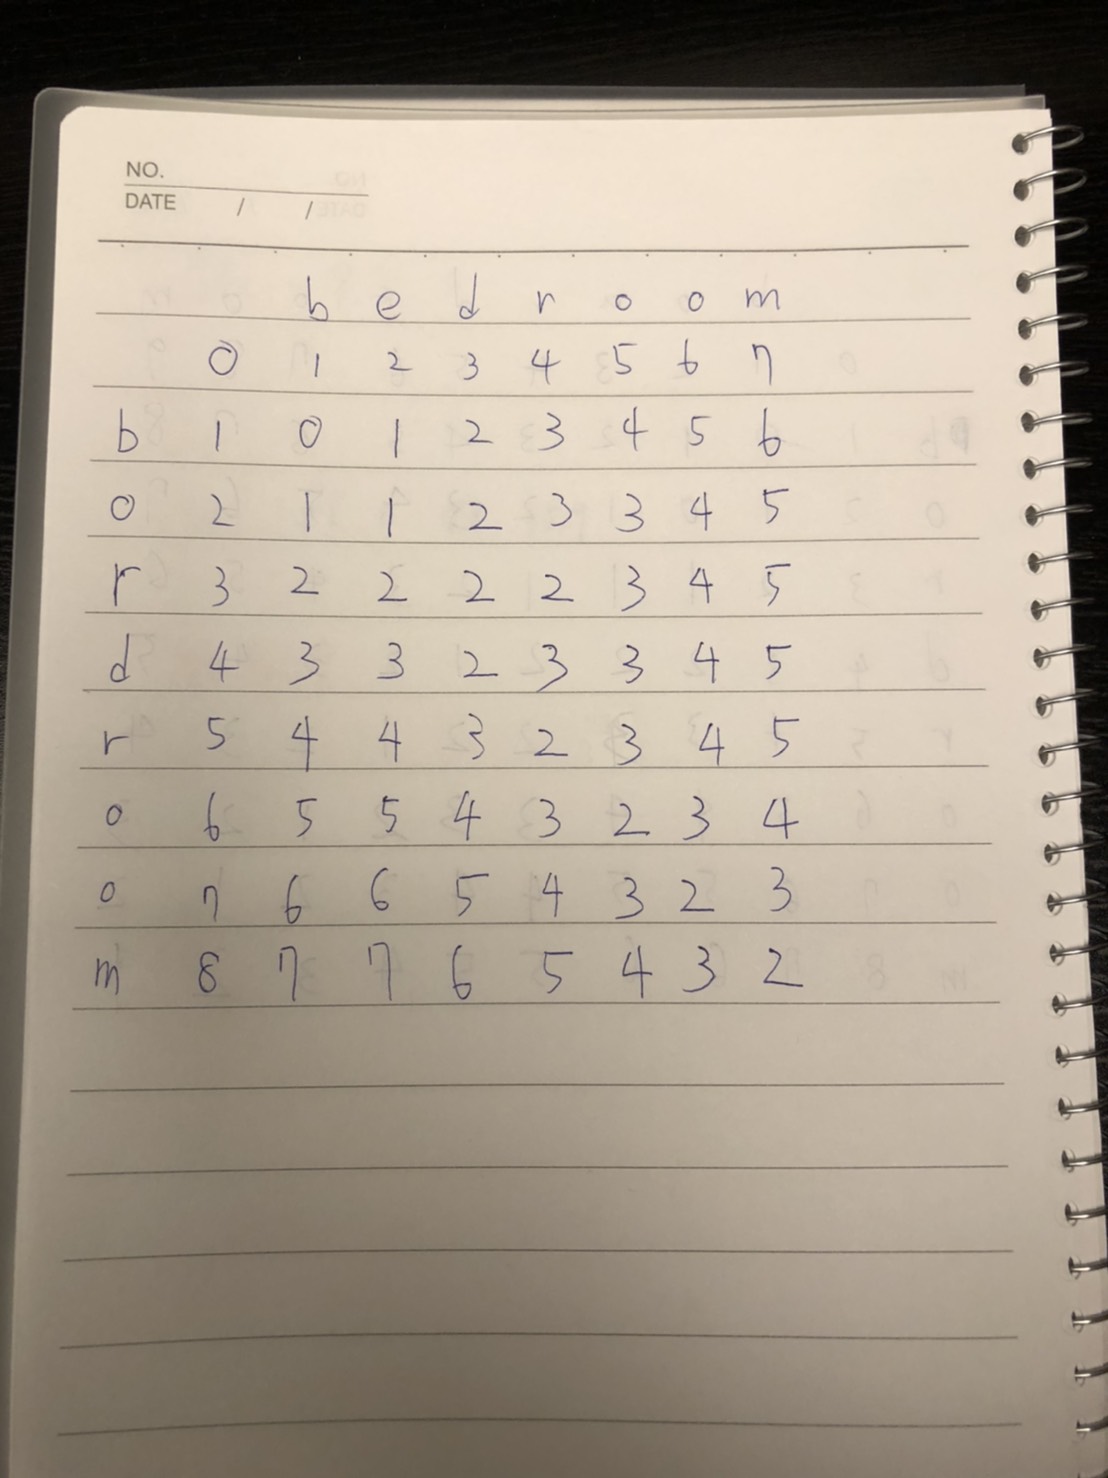 NO.
DATE / /
b e d r o o m
0 1 2 3 4 5 6 7
b 1 0 1 2 3 4 5 6
o 2 1 1 2 3 3 4 5
r 3 2 2 2 2 3 4 5
d 4 3 3 2 3 3 4 5
r 5 4 4 3 2 3 4 5
o 6 5 5 4 3 2 3 4
o 7 6 6 5 4 3 2 3
m 8 7 7 6 5 4 3 2